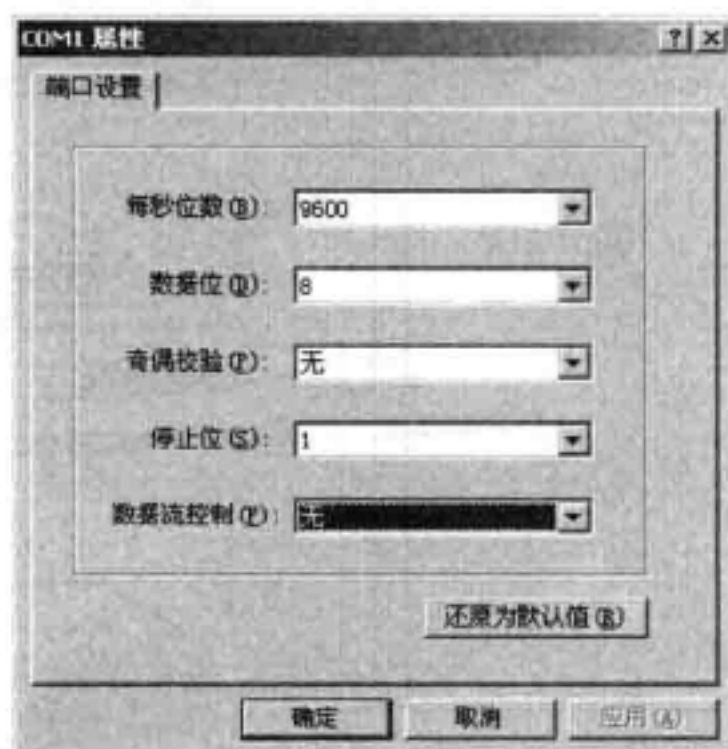 COM1 属性
端口设置
每秒位数(B): 9600
数据位(D): 8
奇偶校验(P): 无
停止位(S): 1
数据流控制(F): 无
还原为默认值(R)
确定 取消 应用(A)